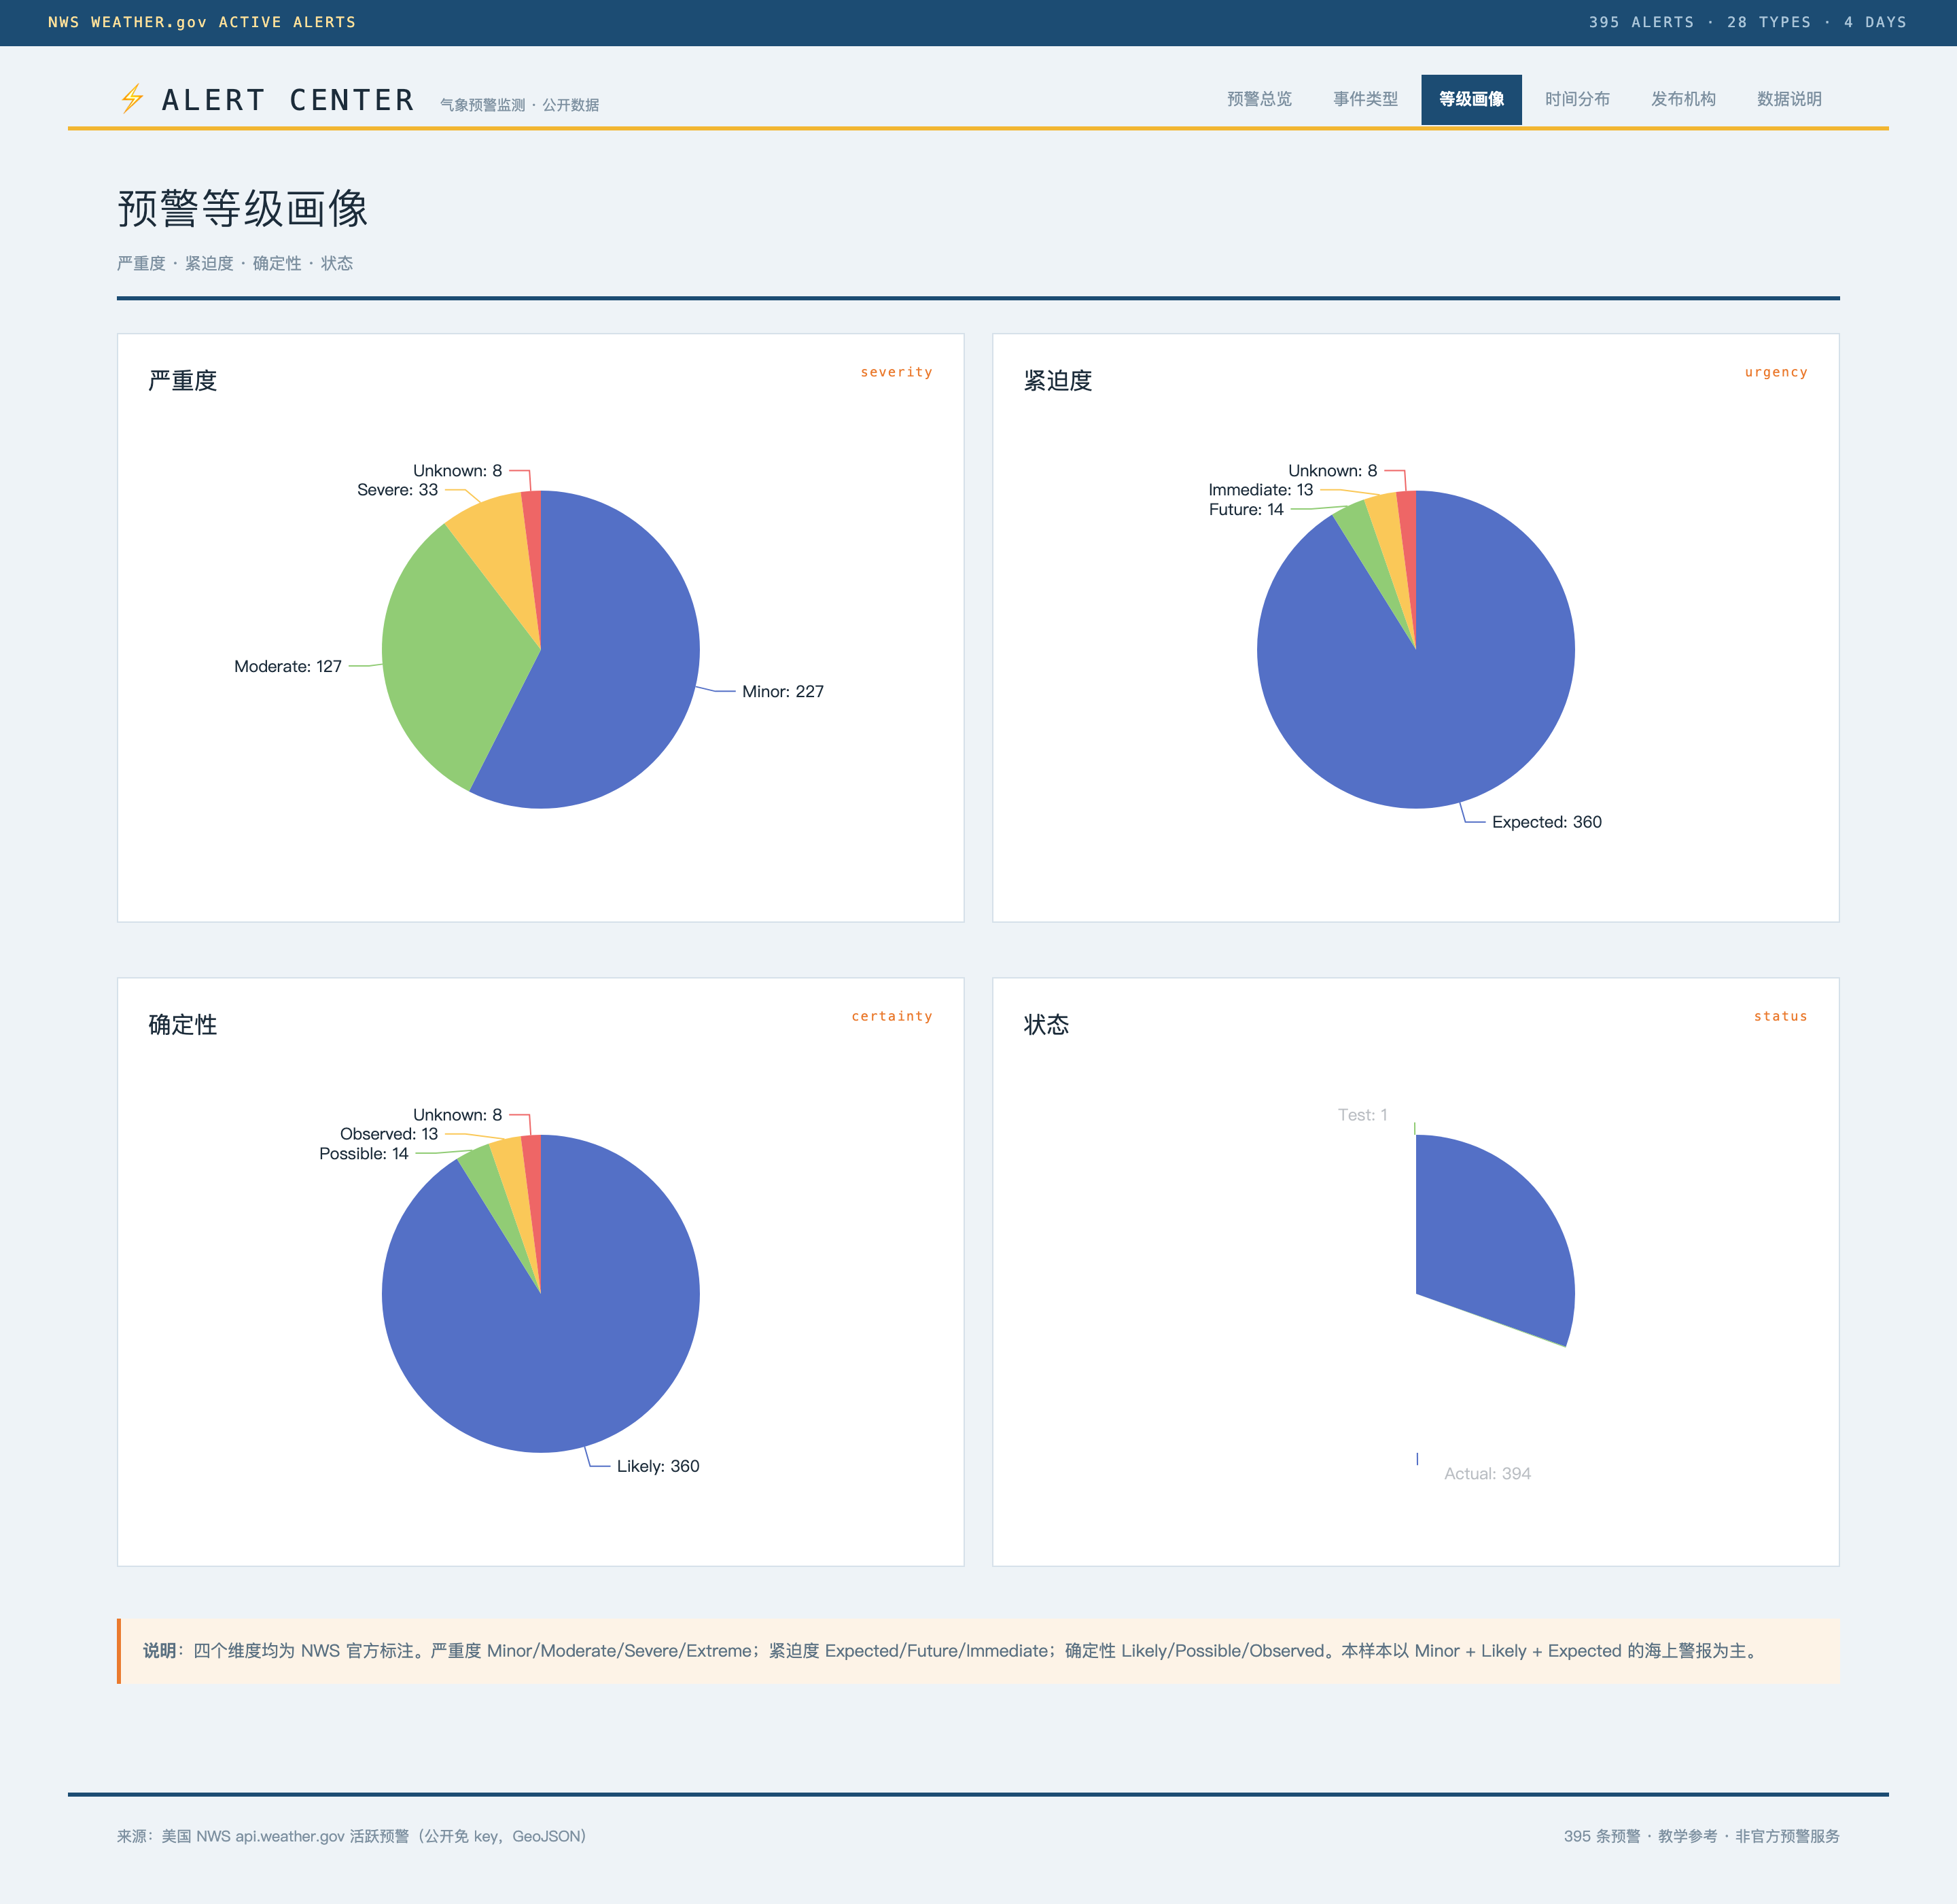 NWS WEATHER.gov ACTIVE ALERTS
395 ALERTS · 28 TYPES · 4 DAYS
⚡ ALERT CENTER 气象预警监测 · 公开数据
预警总览 事件类型 等级画像 时间分布 发布机构 数据说明
预警等级画像
严重度 · 紧迫度 · 确定性 · 状态
严重度
severity
Unknown: 8
Severe: 33
Moderate: 127
Minor: 227
紧迫度
urgency
Unknown: 8
Immediate: 13
Future: 14
Expected: 360
确定性
certainty
Unknown: 8
Observed: 13
Possible: 14
Likely: 360
状态
status
Test: 1
Actual: 394
说明：四个维度均为 NWS 官方标注。严重度 Minor/Moderate/Severe/Extreme；紧迫度 Expected/Future/Immediate；确定性 Likely/Possible/Observed。本样本以 Minor + Likely + Expected 的海上警报为主。
来源：美国 NWS api.weather.gov 活跃预警（公开免 key，GeoJSON）
395 条预警 · 教学参考 · 非官方预警服务